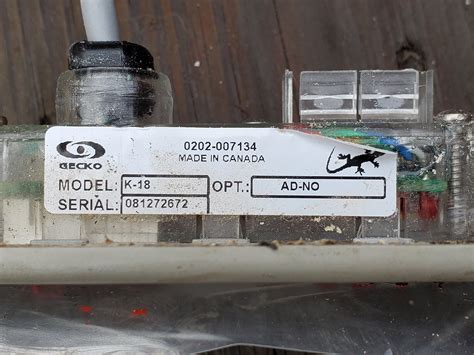 GECKO
0202-007134
MADE IN CANADA
MODEL: K-18 OPT.: AD-NO
SERIAL: 081272672